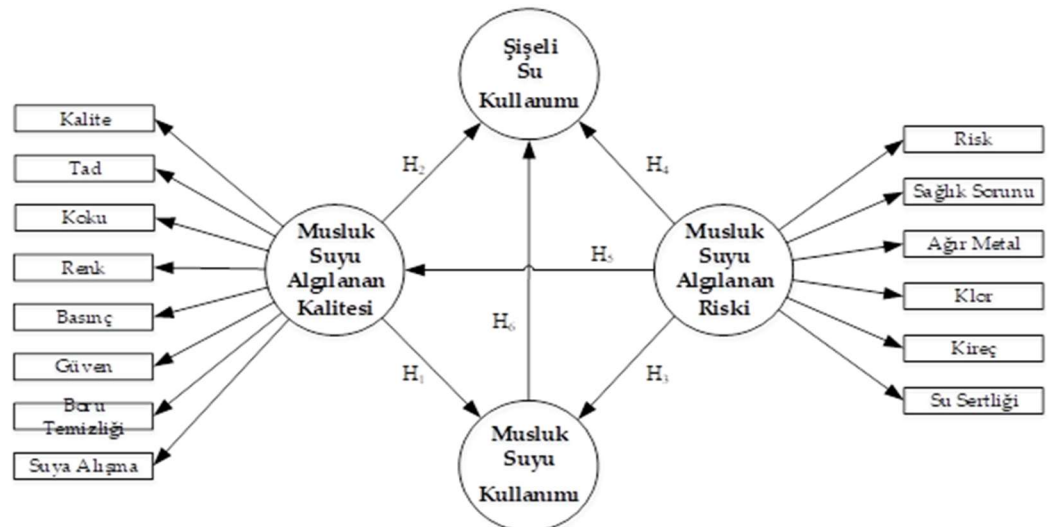 Şişeli
Su
Kullanımı
Kalite
Tad
Koku
Renk
Basınç
Güven
Boru
Temizliği
Suya Alışma
Musluk
Suyu
Algılanan
Kalitesi
H₂
H₄
H₅
H₆
H₁
H₃
Musluk
Suyu
Algılanan
Riski
Risk
Sağlık Sorunu
Ağır Metal
Klor
Kireç
Su Sertliği
Musluk
Suyu
Kullanımı